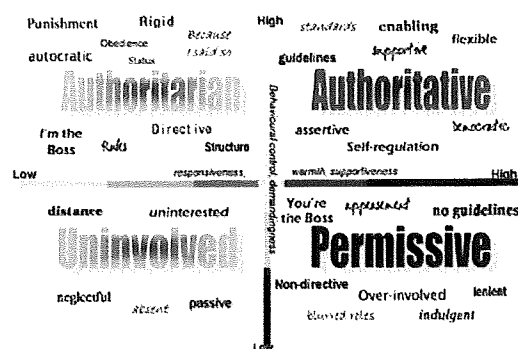 Punishment Rigid Because High standards enabling
Obedience I said so flexible
autocratic Status guidelines supportive
Authoritarian Authoritative
I'm the Boss Rules Directive Structure assertive democratic
Self-regulation
Behavioural control, demandingness
Low responsiveness, warmth, supportiveness High
distance uninterested You're the Boss appeasement no guidelines
Uninvolved Permissive
neglectful absent passive Non-directive Over-involved lenient
blurred roles indulgent
Low